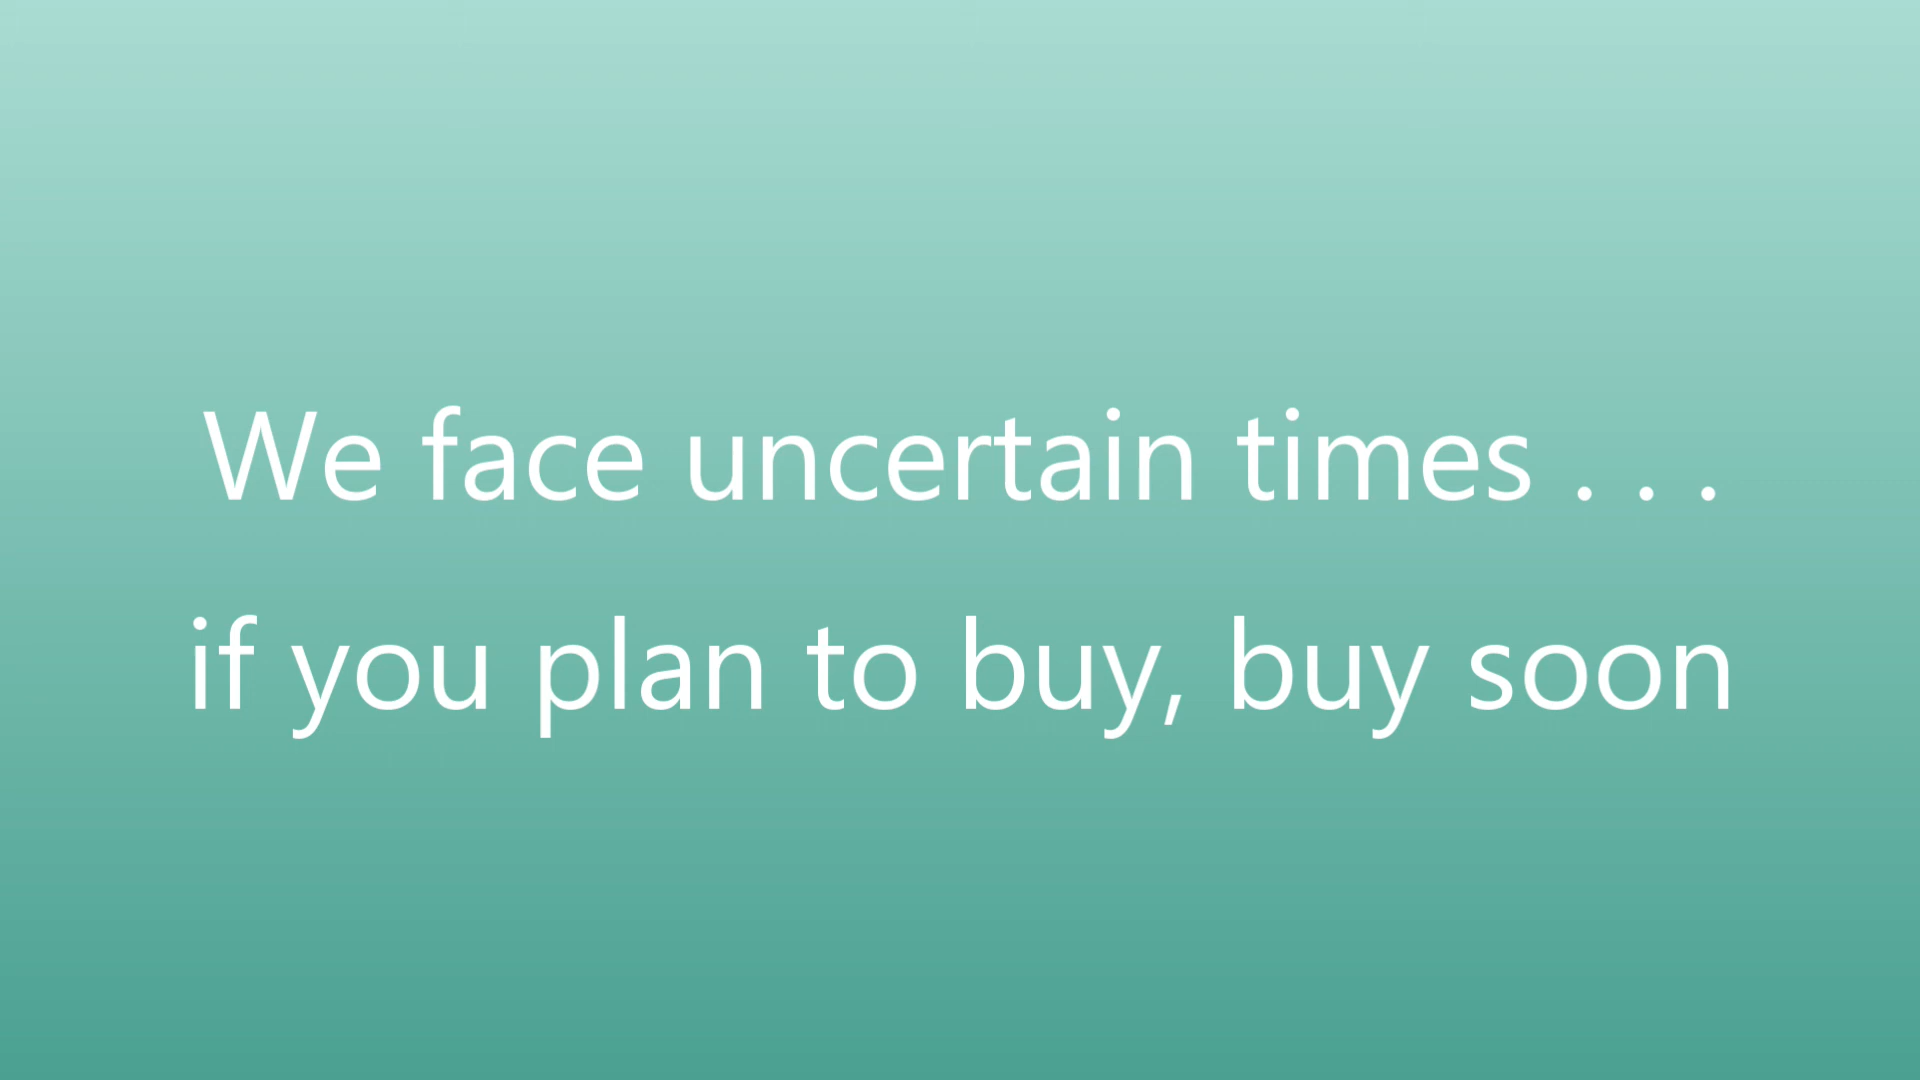 We face uncertain times . . .
if you plan to buy, buy soon